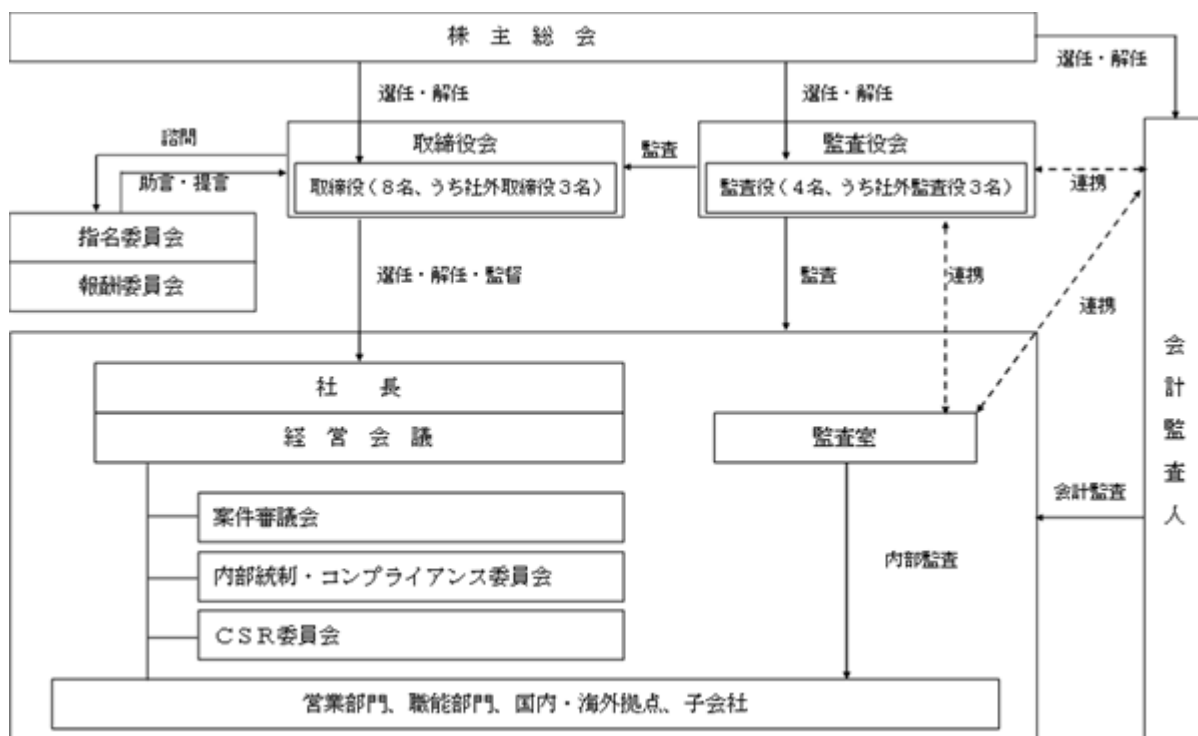 株 主 総 会
選任・解任
選任・解任
選任・解任
諮問
取締役会
監査
監査役会
助言・提言
取締役（８名、うち社外取締役３名）
監査役（４名、うち社外監査役３名）
連携
指名委員会
報酬委員会
選任・解任・監督
監査
連携
連携
社 長
経 営 会 議
監査室
会計監査人
案件審議会
会計監査
内部統制・コンプライアンス委員会
内部監査
ＣＳＲ委員会
営業部門、職能部門、国内・海外拠点、子会社